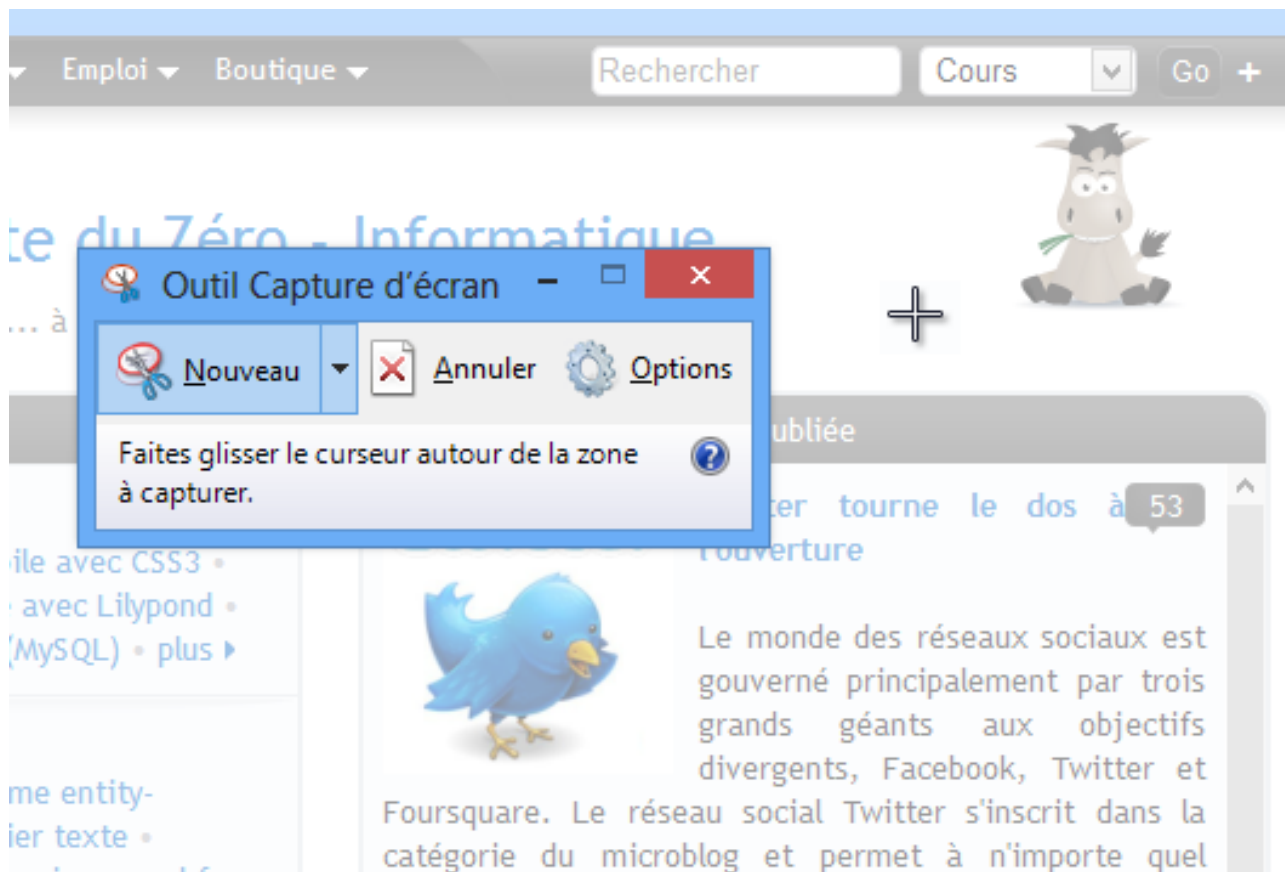 Emploi Boutique Rechercher Cours Go +
du Zéro - Informatique
Outil Capture d'écran
... à
Nouveau Annuler Options
Faites glisser le curseur autour de la zone
à capturer.
ubliée
tourne le dos à 53
l'ouverture
avec CSS3 •
avec Lilypond •
(MySQL) • plus
Le monde des réseaux sociaux est
gouverné principalement par trois
grands géants aux objectifs
divergents, Facebook, Twitter et
Foursquare. Le réseau social Twitter s'inscrit dans la
catégorie du microblog et permet à n'importe quel
me entity-
ier texte •